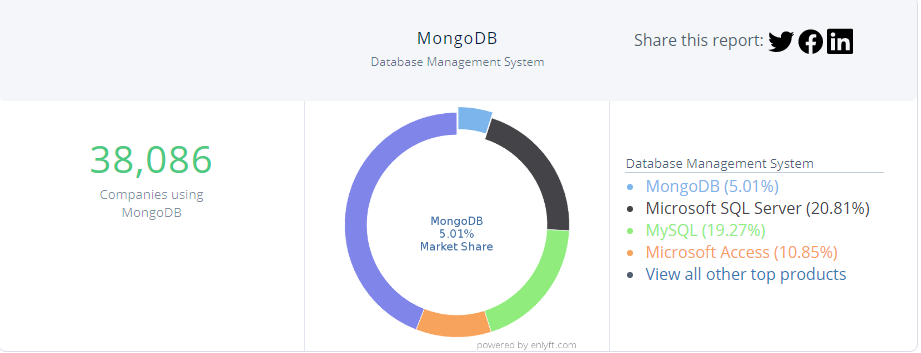 MongoDB
Database Management System
Share this report:
38,086
Companies using
MongoDB
MongoDB
5.01%
Market Share
powered by enlyft.com
Database Management System
MongoDB (5.01%)
Microsoft SQL Server (20.81%)
MySQL (19.27%)
Microsoft Access (10.85%)
View all other top products